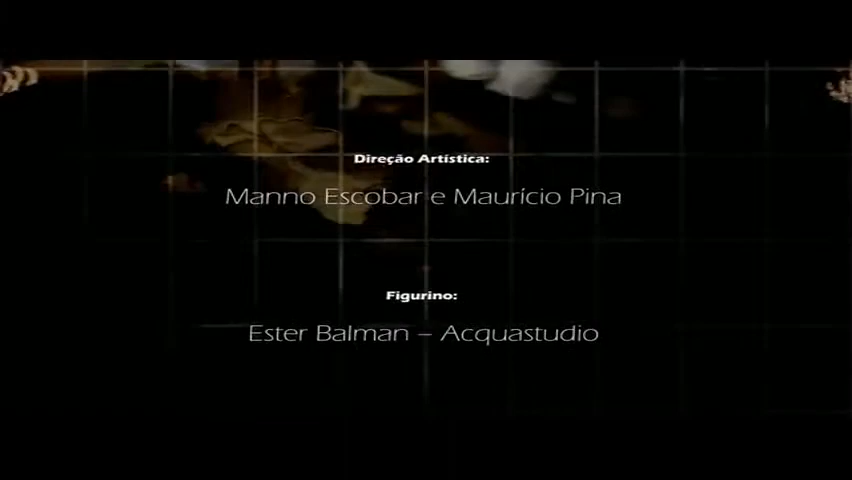 Direção Artística:
Manno Escobar e Maurício Pina
Figurino:
Ester Balman – Acquastudio